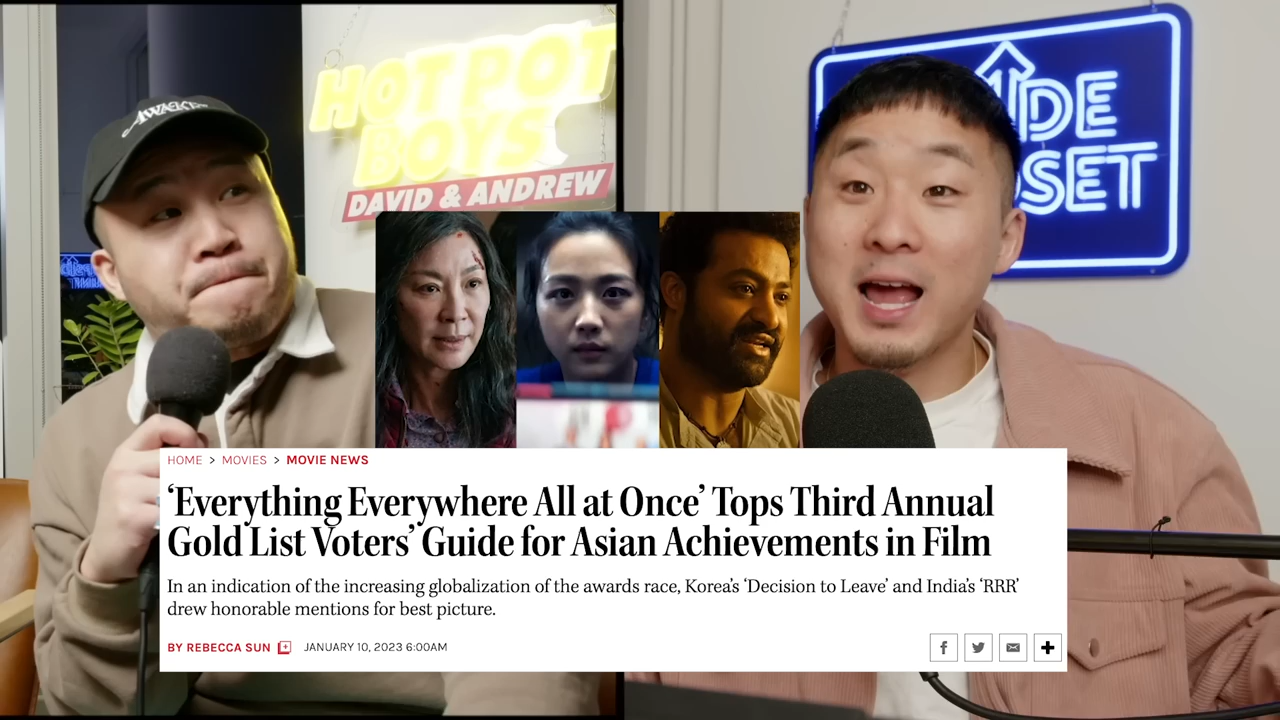 AWAKE
HOT POT
BOYS
DAVID & ANDREW
HOME > MOVIES > MOVIE NEWS
‘Everything Everywhere All at Once’ Tops Third Annual
Gold List Voters’ Guide for Asian Achievements in Film
In an indication of the increasing globalization of the awards race, Korea’s ‘Decision to Leave’ and India’s ‘RRR’
drew honorable mentions for best picture.
BY REBECCA SUN JANUARY 10, 2023 6:00AM